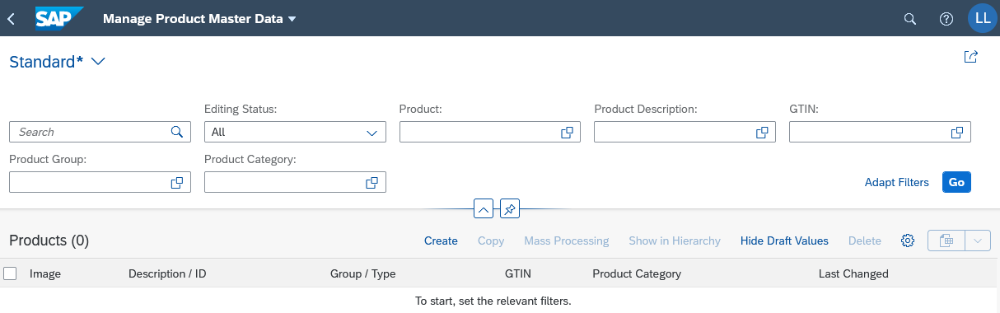 SAP Manage Product Master Data LL
Standard*
Editing Status: Product: Product Description: GTIN:
Search All
Product Group: Product Category:
Adapt Filters Go
Products (0) Create Copy Mass Processing Show in Hierarchy Hide Draft Values Delete
Image Description / ID Group / Type GTIN Product Category Last Changed
To start, set the relevant filters.